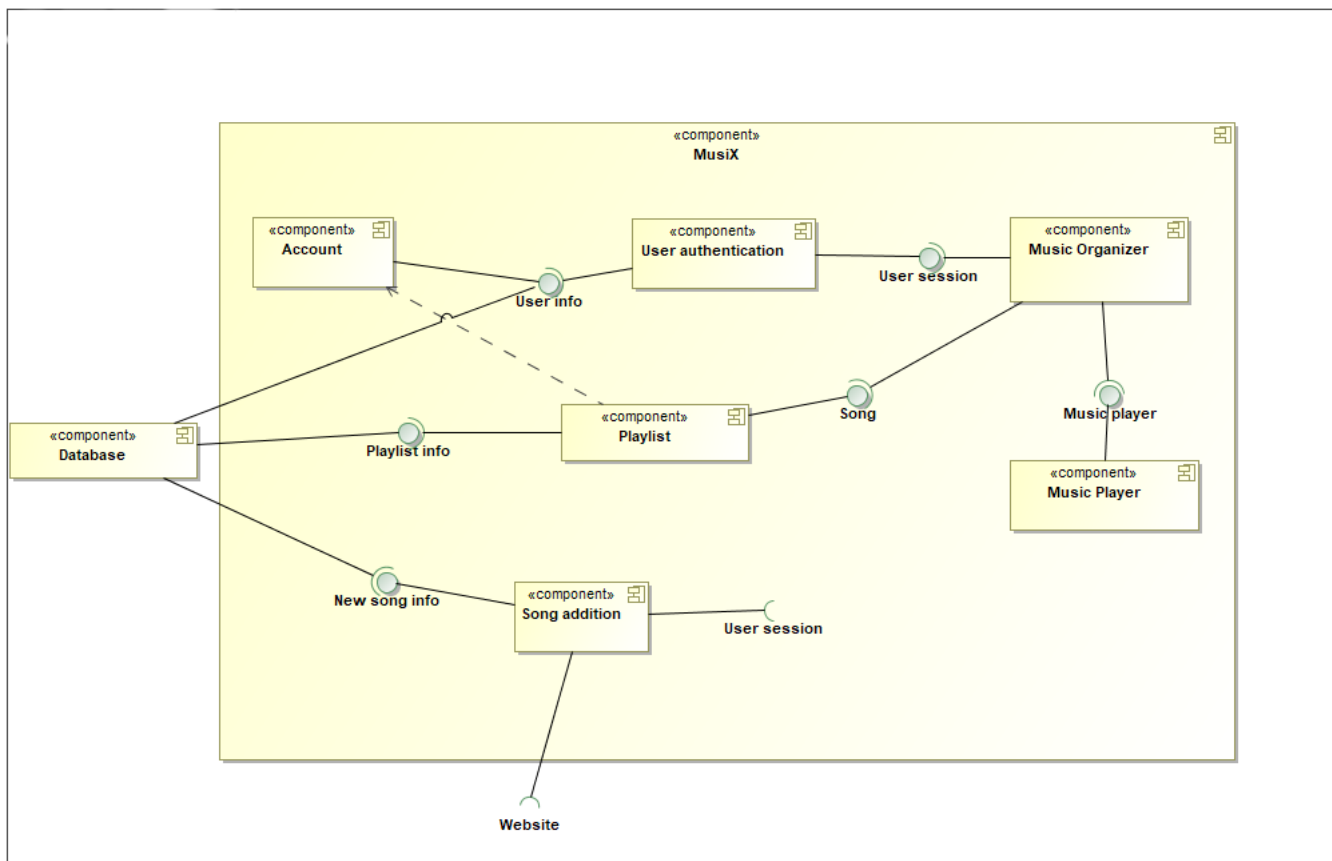 «component»
MusiX
«component»
Account
«component»
User authentication
«component»
Music Organizer
User session
User info
«component»
Playlist
Song
Music player
«component»
Database
Playlist info
«component»
Music Player
New song info
«component»
Song addition
User session
Website